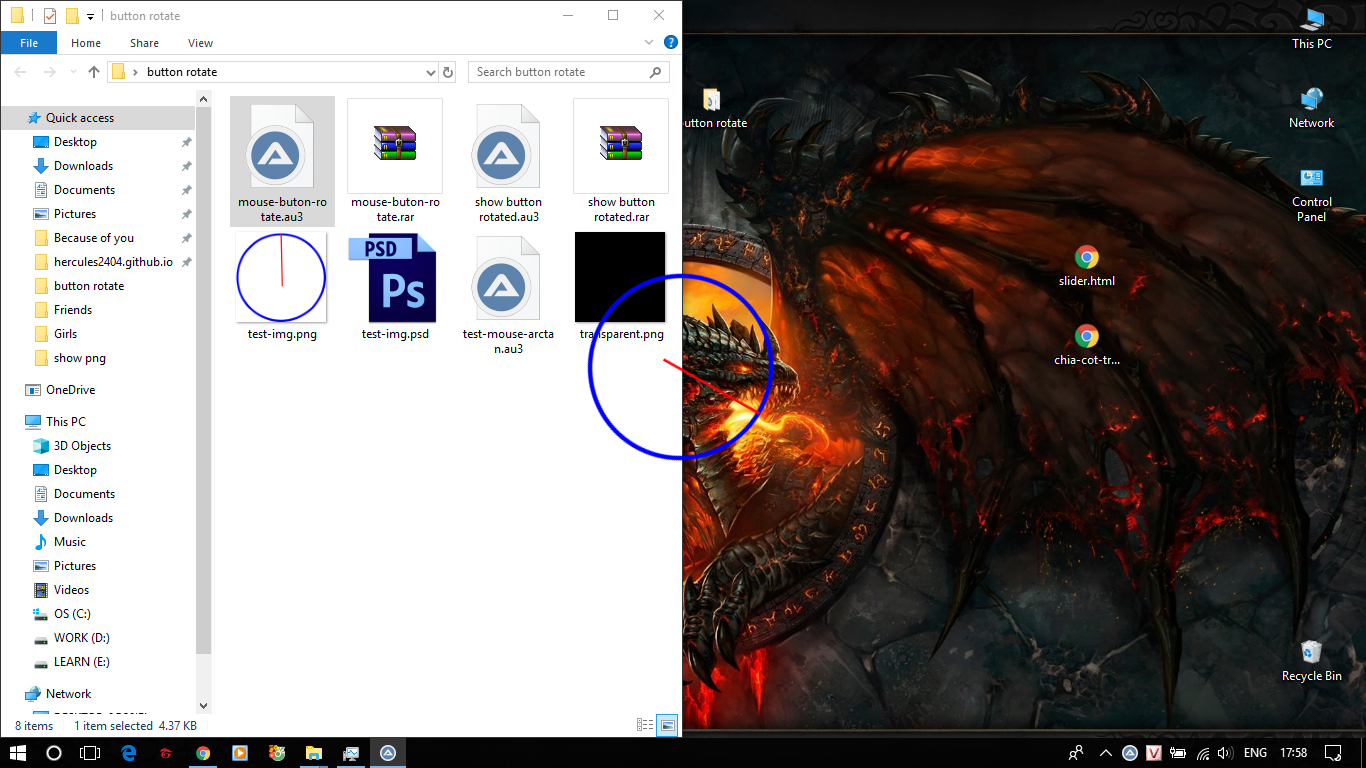 button rotate
File
Home
Share
View
button rotate
Search button rotate
Quick access
Desktop
Downloads
Documents
Pictures
Because of you
hercules2404.github.io
button rotate
Friends
Girls
show png
OneDrive
This PC
3D Objects
Desktop
Documents
Downloads
Music
Pictures
Videos
OS (C:)
WORK (D:)
LEARN (E:)
Network
mouse-buton-ro
tate.au3
mouse-buton-ro
tate.rar
show button
rotated.au3
show button
rotated.rar
test-img.png
PSD
Ps
test-img.psd
test-mouse-arcta
n.au3
transparent.png
8 items
1 item selected 4.37 KB
utton rotate
This PC
Network
Control
Panel
slider.html
chia-cot-tr...
Recycle Bin
V
ENG
17:58